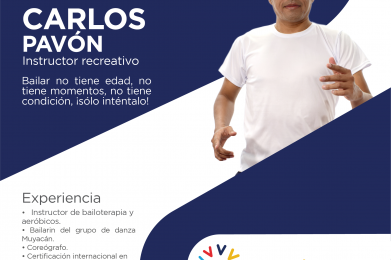 CARLOS
PAVÓN
Instructor recreativo
Bailar no tiene edad, no
tiene momentos, no tiene
condición, ¡sólo inténtalo!
Experiencia
• Instructor de bailoterapia y
aeróbicos.
• Bailarin del grupo de danza
Muyacán.
• Coreógrafo.
• Certificación internacional en